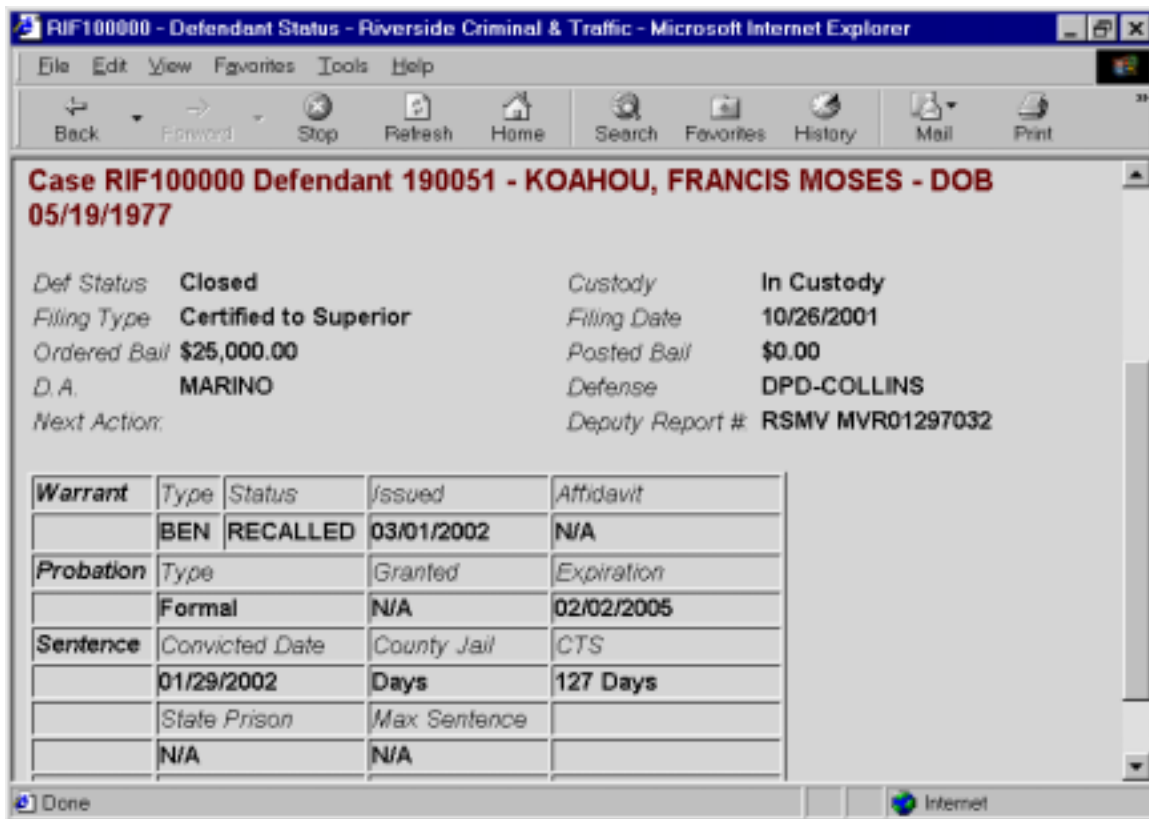 RIF100000 - Defendant Status - Riverside Criminal & Traffic - Microsoft Internet Explorer
File Edit View Favorites Tools Help
Back Forward Stop Refresh Home Search Favorites History Mail Print
Case RIF100000 Defendant 190051 - KOAHOU, FRANCIS MOSES - DOB
05/19/1977
Def Status Closed Custody In Custody
Filing Type Certified to Superior Filing Date 10/26/2001
Ordered Bail $25,000.00 Posted Bail $0.00
D.A. MARINO Defense DPD-COLLINS
Next Action: Deputy Report #: RSMV MVR01297032
Warrant Type Status Issued Affidavit
BEN RECALLED 03/01/2002 N/A
Probation Type Granted Expiration
Formal N/A 02/02/2005
Sentence Convicted Date County Jail CTS
01/29/2002 Days 127 Days
State Prison Max Sentence
N/A N/A
Done Internet